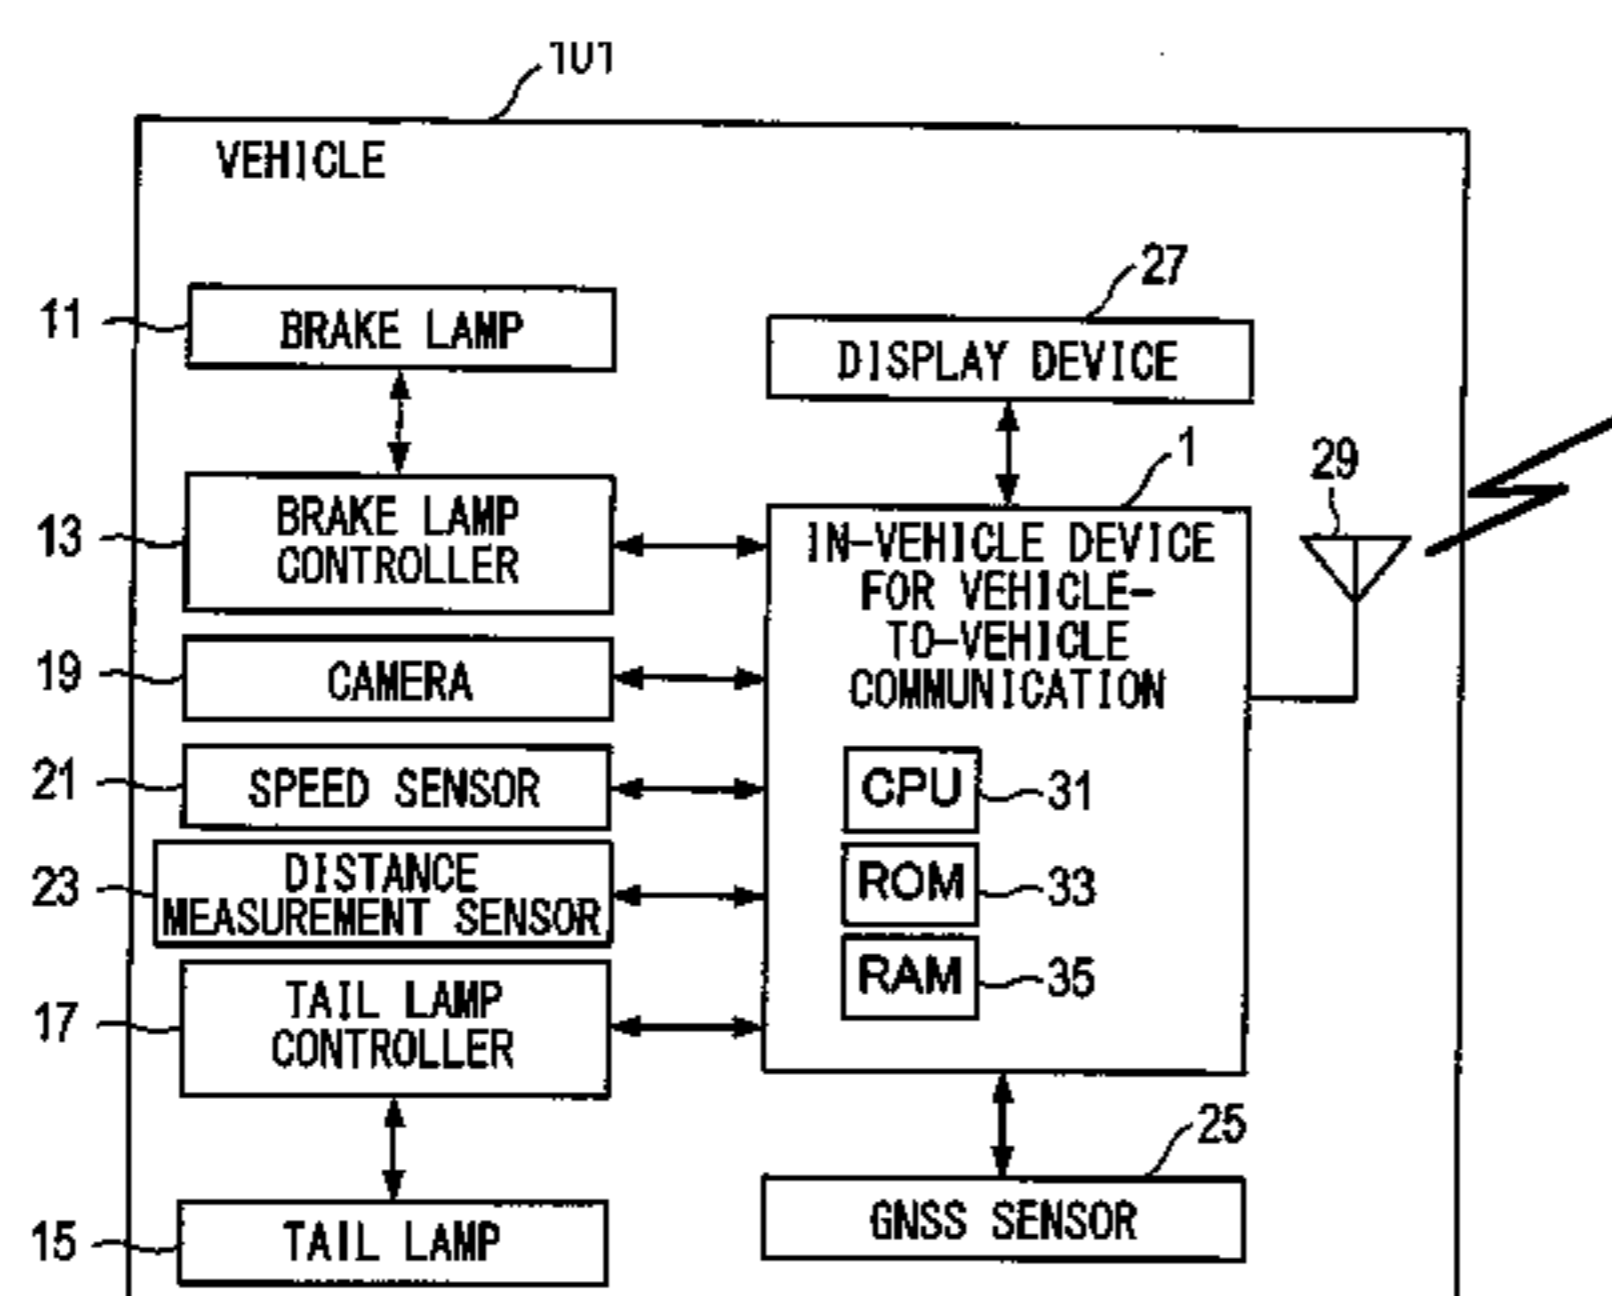 101
VEHICLE
27
11
BRAKE LAMP
DISPLAY DEVICE
1
29
13
BRAKE LAMP
CONTROLLER
IN-VEHICLE DEVICE
FOR VEHICLE-
TO-VEHICLE
COMMUNICATION
19
CAMERA
21
SPEED SENSOR
CPU
31
23
DISTANCE
MEASUREMENT SENSOR
ROM
33
RAM
35
17
TAIL LAMP
CONTROLLER
25
15
TAIL LAMP
GNSS SENSOR